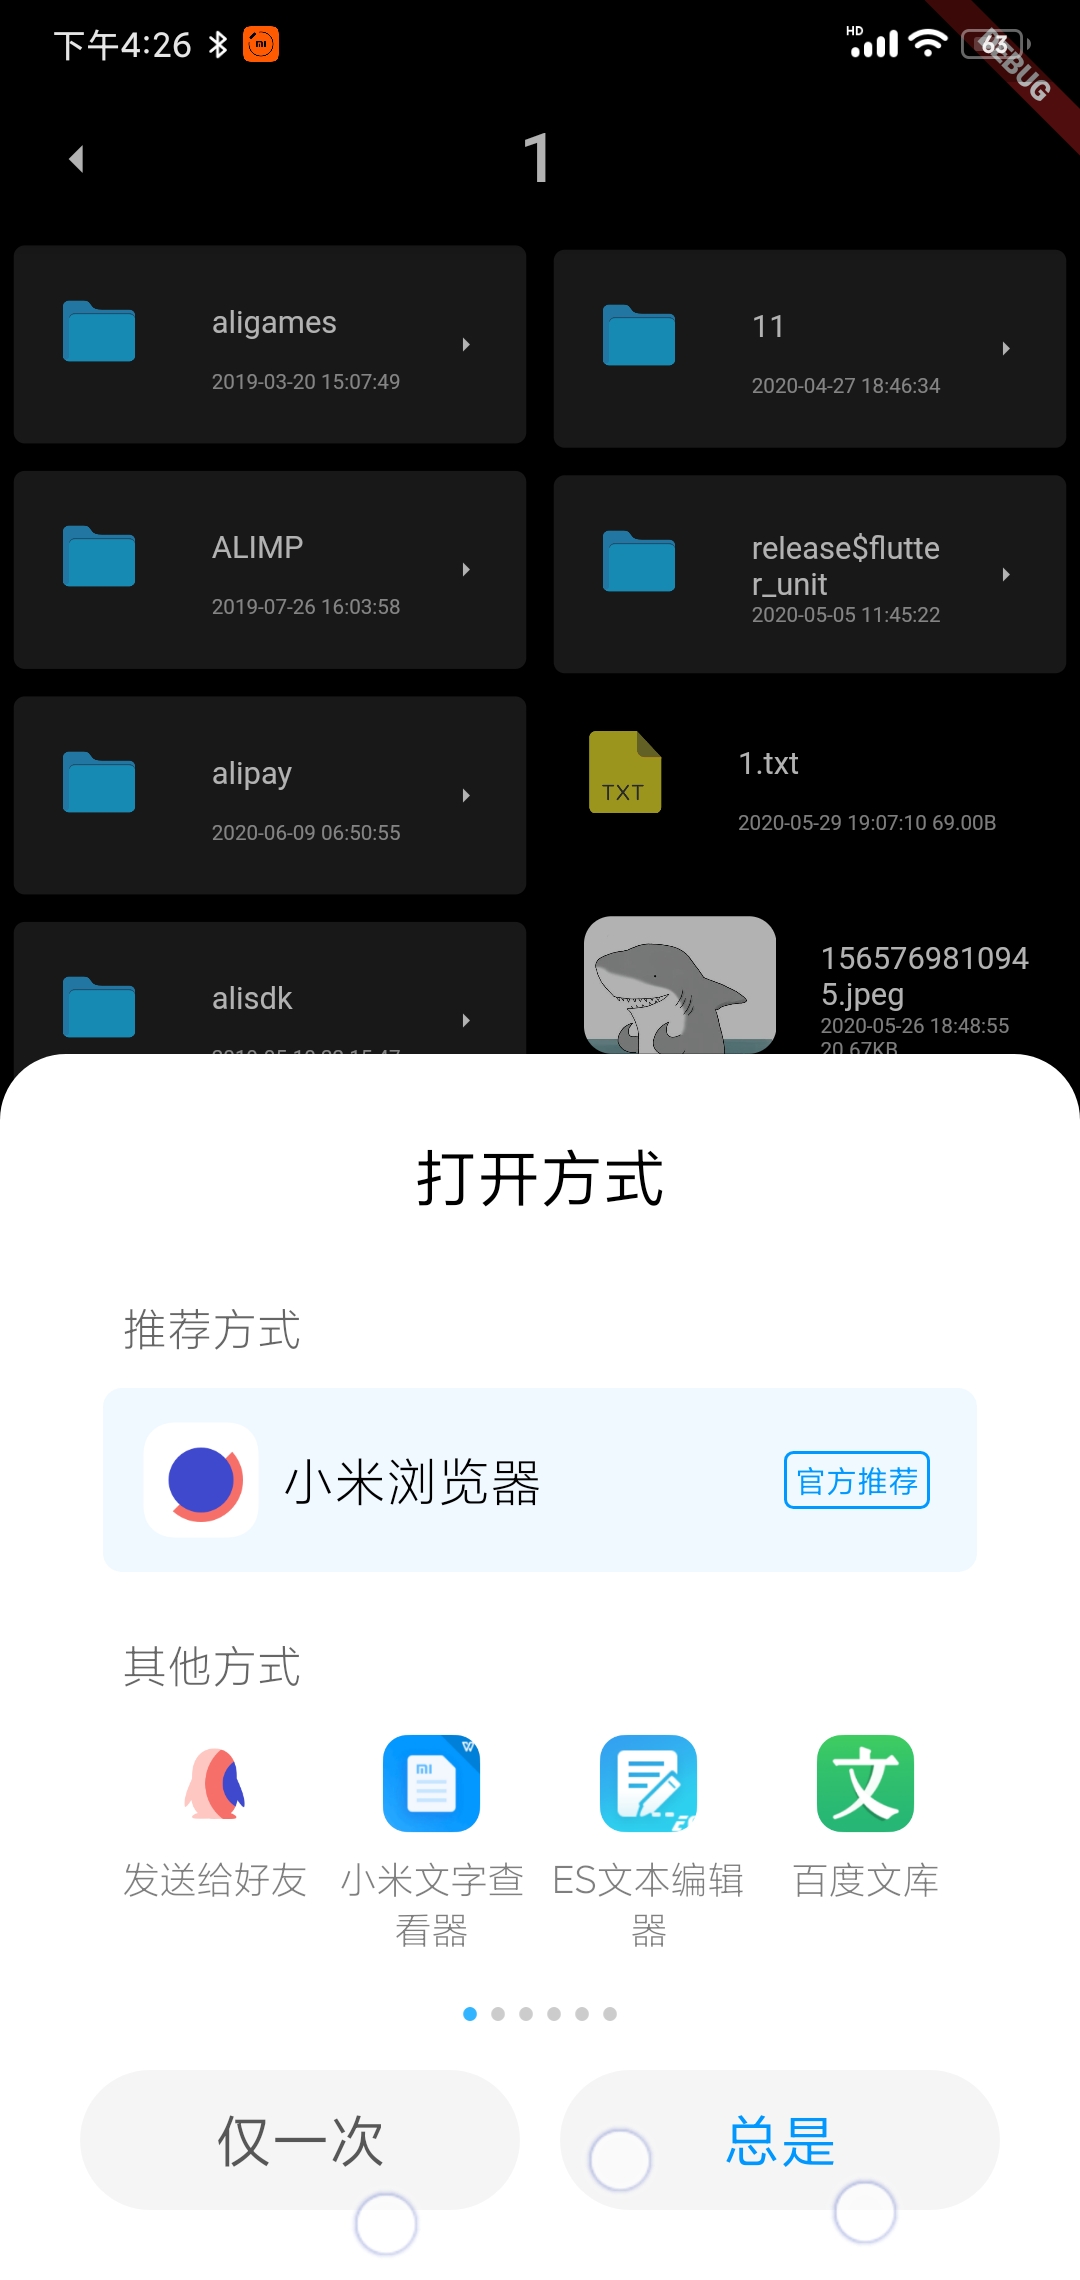 下午4:26
HD
63
DEBUG
1
aligames
2019-03-20 15:07:49
11
2020-04-27 18:46:34
ALIMP
2019-07-26 16:03:58
release$flutte
r_unit
2020-05-05 11:45:22
alipay
2020-06-09 06:50:55
TXT
1.txt
2020-05-29 19:07:10 69.00B
alisdk
156576981094
5.jpeg
2020-05-26 18:48:55
20.67KB
打开方式
推荐方式
小米浏览器
官方推荐
其他方式
发送给好友
小米文字查
看器
ES文本编辑
器
百度文库
仅一次
总是